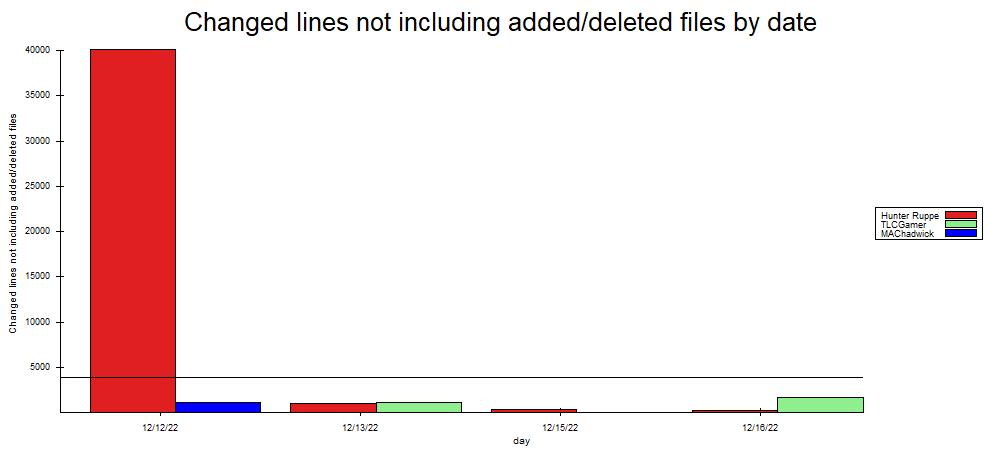 Changed lines not including added/deleted files by date
Changed lines not including added/deleted files
40000
35000
30000
25000
20000
15000
10000
5000
12/12/22
12/13/22
12/15/22
12/16/22
day
Hunter Ruppe
TLCGamer
MAChadwick